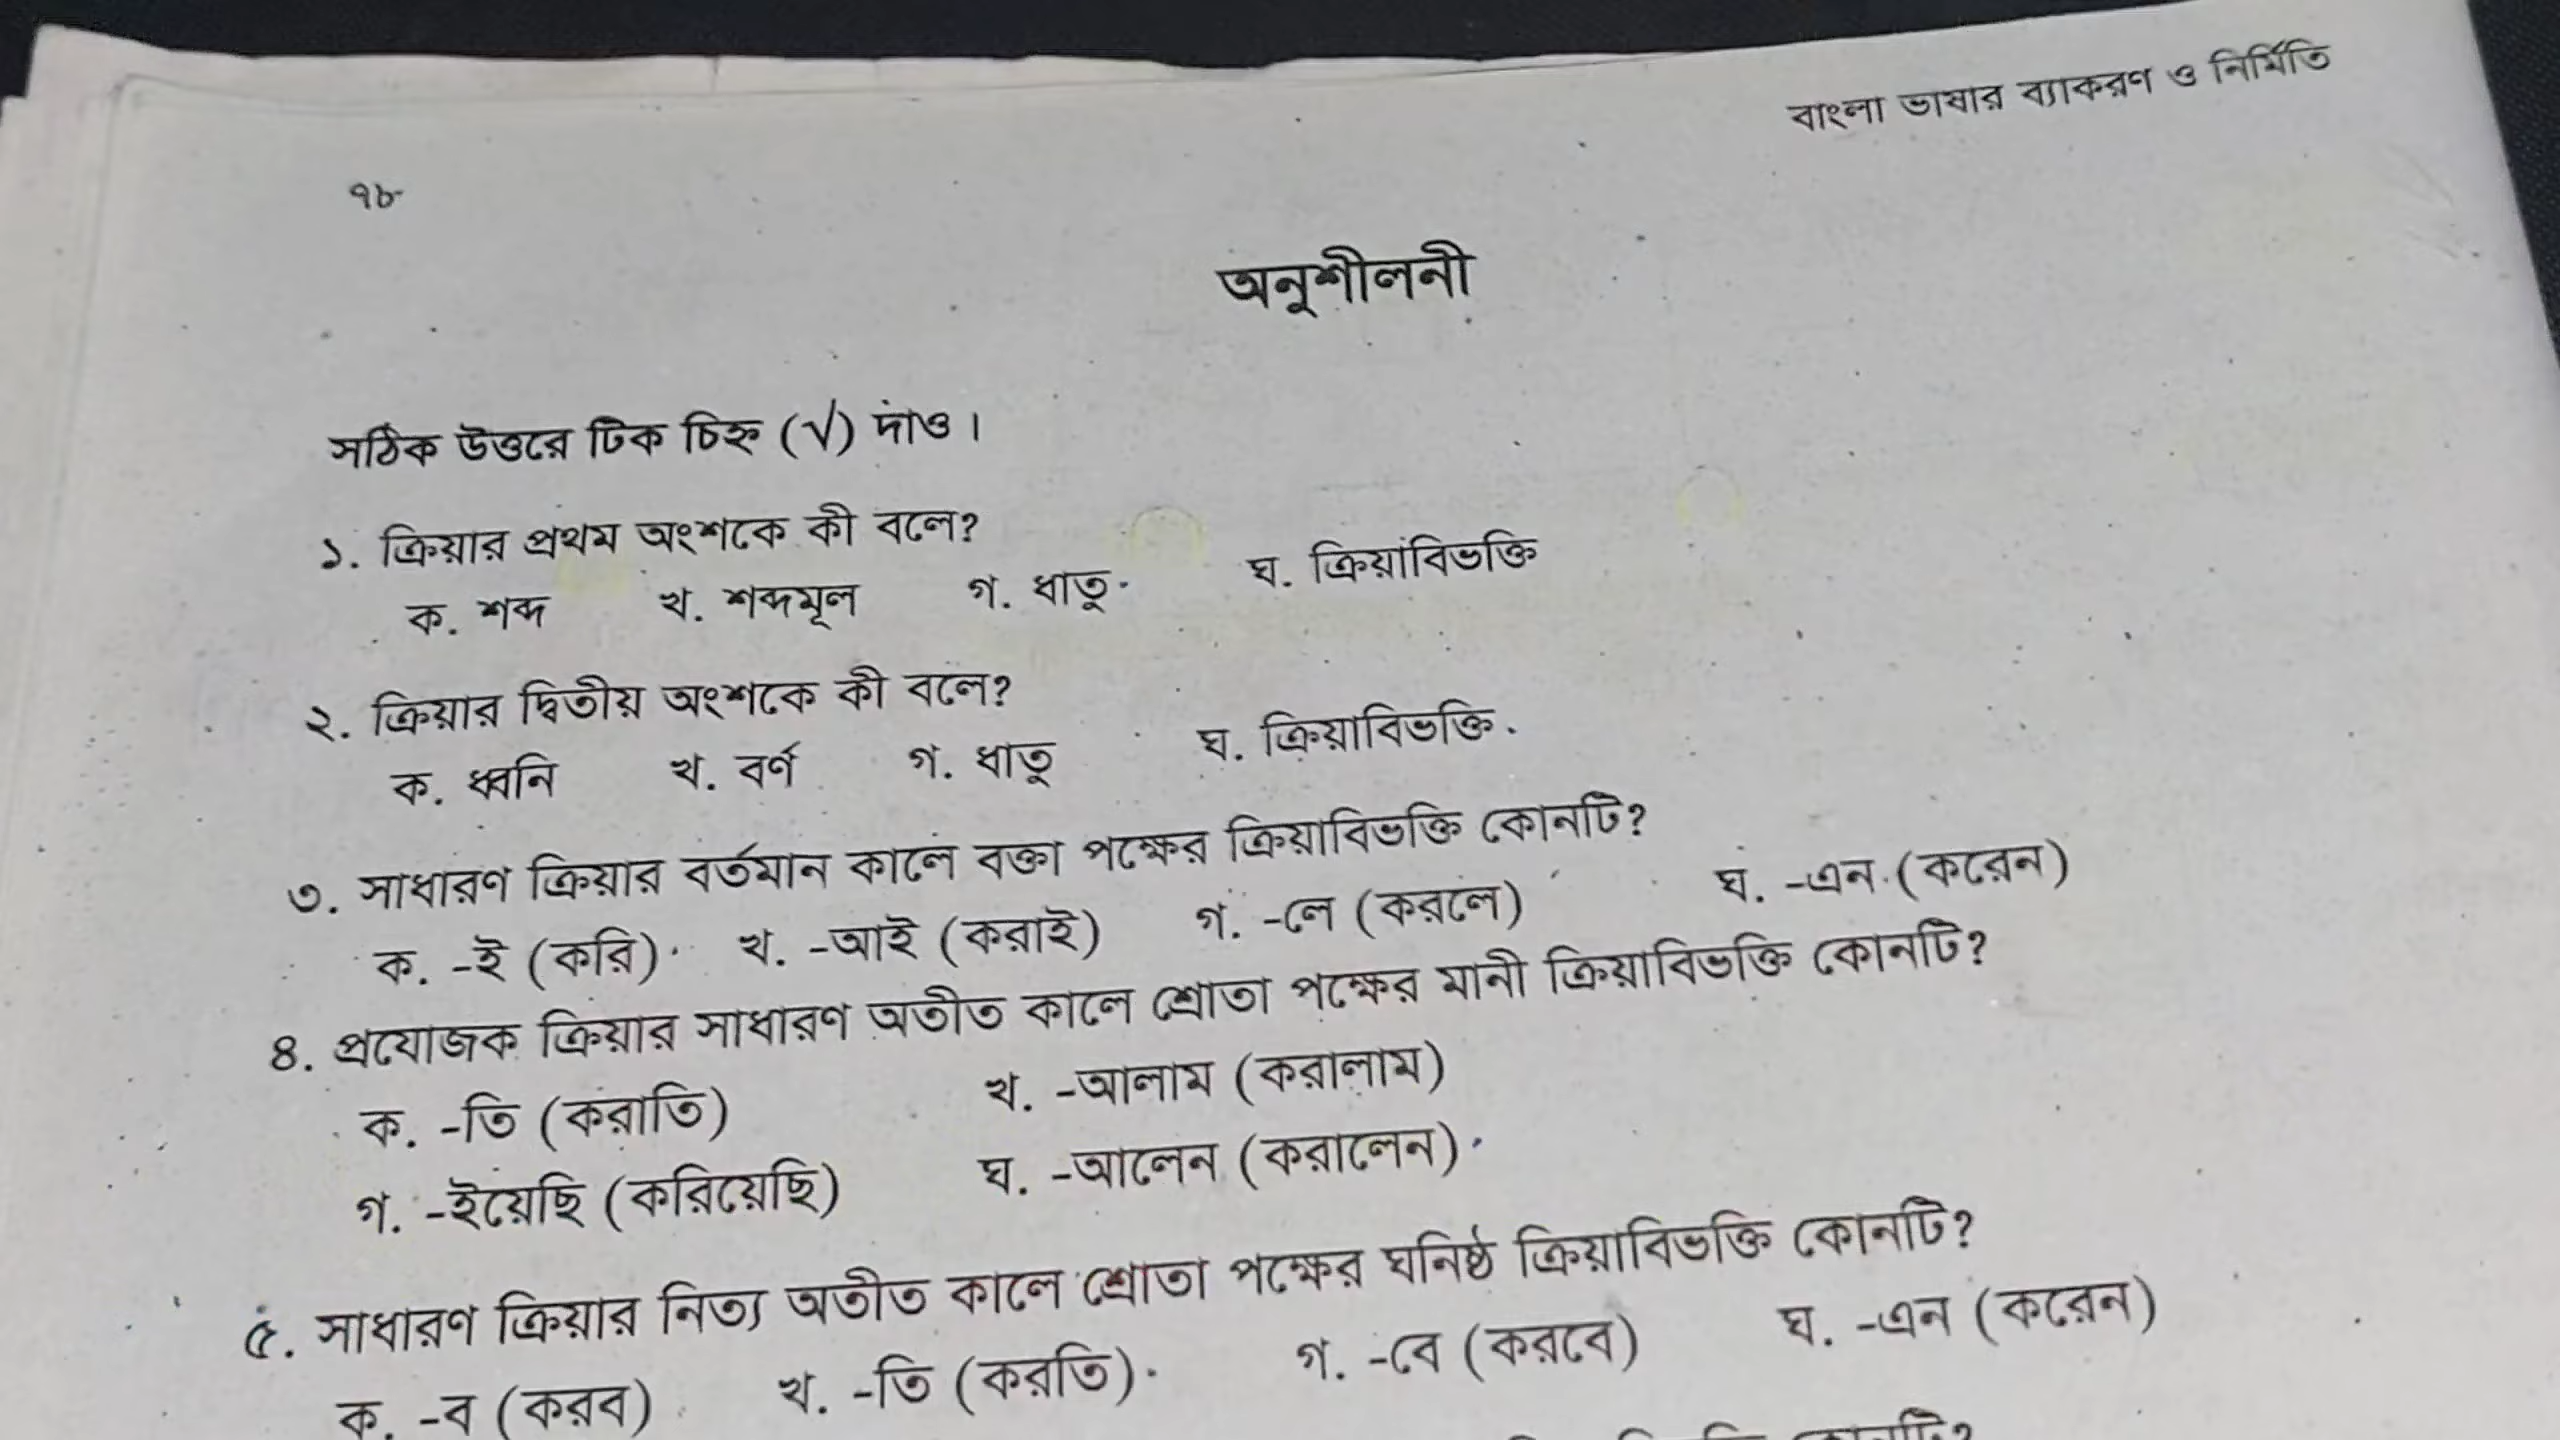 বাংলা ভাষার ব্যাকরণ ও নির্মিতি
৭৮
অনুশীলনী
সঠিক উত্তরে টিক চিহ্ন (√) দাও।
১. ক্রিয়ার প্রথম অংশকে কী বলে?
ক. শব্দ খ. শব্দমূল গ. ধাতু ঘ. ক্রিয়াবিভক্তি
২. ক্রিয়ার দ্বিতীয় অংশকে কী বলে?
ক. ধ্বনি খ. বর্ণ গ. ধাতু ঘ. ক্রিয়াবিভক্তি
৩. সাধারণ ক্রিয়ার বর্তমান কালে বক্তা পক্ষের ক্রিয়াবিভক্তি কোনটি?
ক. -ই (করি) খ. -আই (করাই) গ. -লে (করলে) ঘ. -এন (করেন)
৪. প্রযোজক ক্রিয়ার সাধারণ অতীত কালে শ্রোতা পক্ষের মানী ক্রিয়াবিভক্তি কোনটি?
ক. -তি (করাতি) খ. -আলাম (করালাম)
গ. -ইয়েছি (করিয়েছি) ঘ. -আলেন (করালেন)
৫. সাধারণ ক্রিয়ার নিত্য অতীত কালে শ্রোতা পক্ষের ঘনিষ্ঠ ক্রিয়াবিভক্তি কোনটি?
ক. -ব (করব) খ. -তি (করতি) গ. -বে (করবে) ঘ. -এন (করেন)
কোনটি?